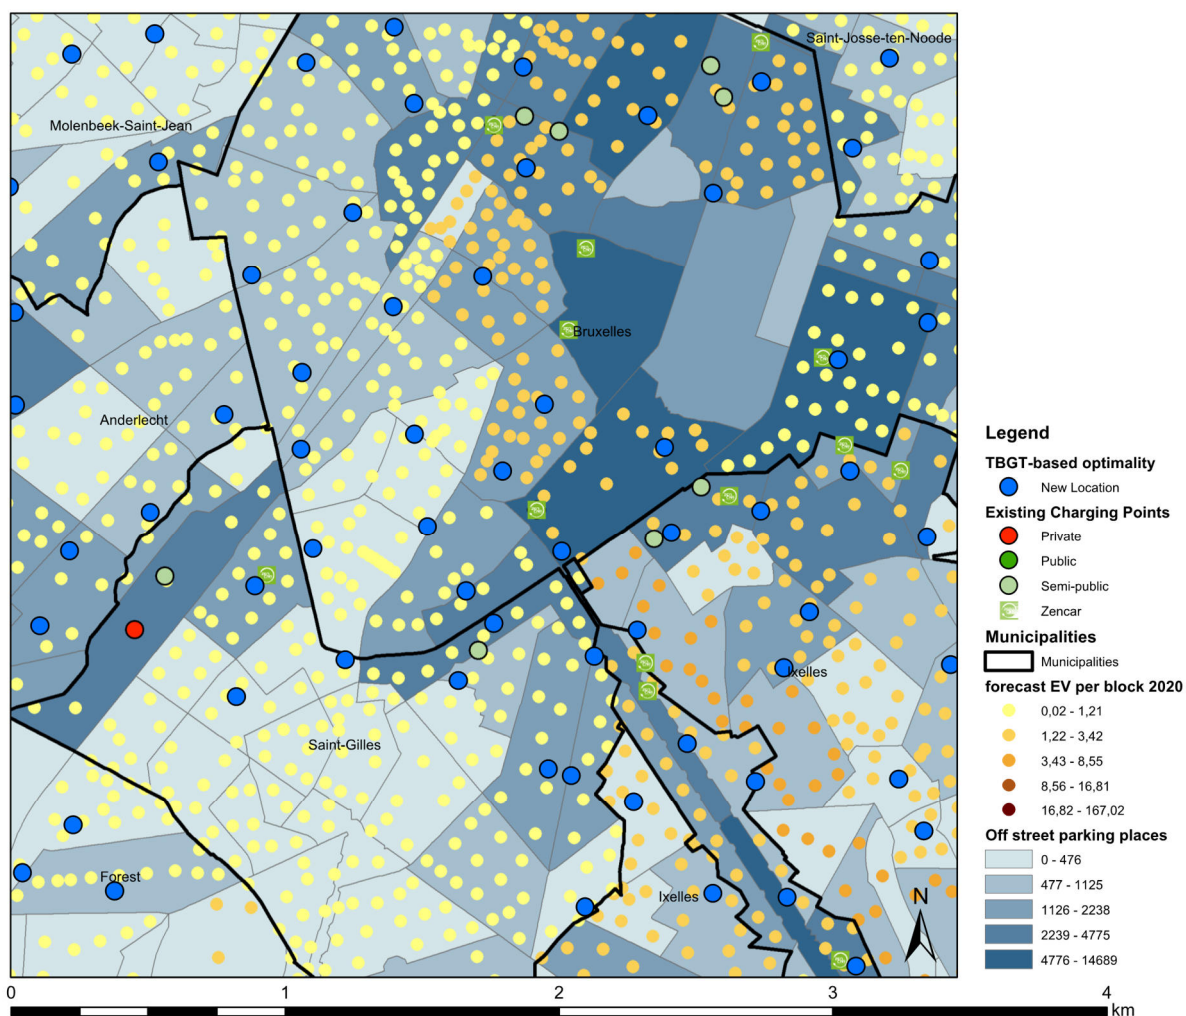 Saint-Josse-ten-Noode
Molenbeek-Saint-Jean
Bruxelles
Anderlecht
Ixelles
Saint-Gilles
Forest
Ixelles
N
0
1
2
3
4
km
Legend
TBGT-based optimality
New Location
Existing Charging Points
Private
Public
Semi-public
Zencar
Municipalities
Municipalities
forecast EV per block 2020
0,02 - 1,21
1,22 - 3,42
3,43 - 8,55
8,56 - 16,81
16,82 - 167,02
Off street parking places
0 - 476
477 - 1125
1126 - 2238
2239 - 4775
4776 - 14689